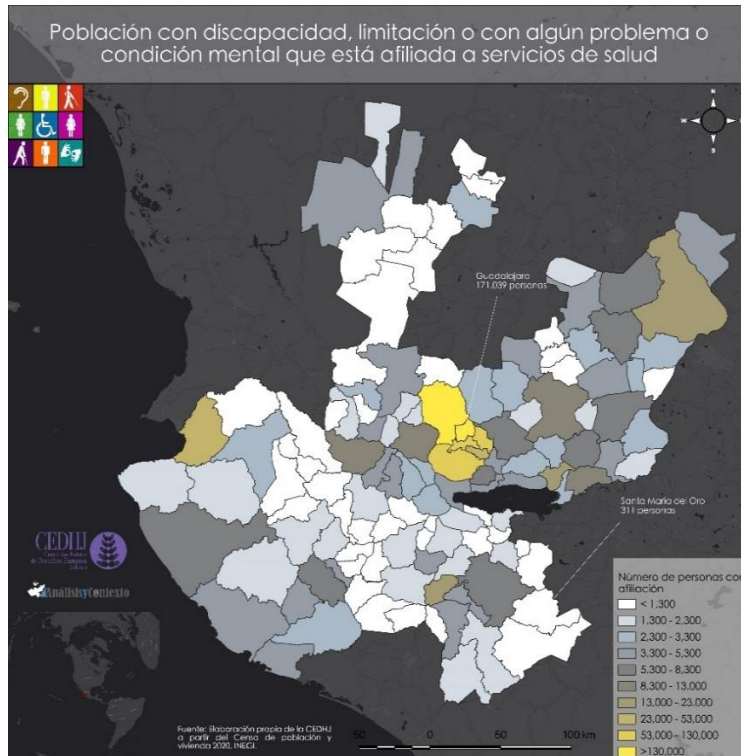 Población con discapacidad, limitación o con algún problema o
condición mental que está afiliada a servicios de salud
N
W
E
S
Guadalajara
171,039 personas
Santa María del Oro
311 personas
CEDHJ
AnálisisyContexto
Número de personas con
afiliación
< 1,300
1,300 - 2,300
2,300 - 3,300
3,300 - 5,300
5,300 - 8,300
8,300 - 13,000
13,000 - 23,000
23,000 - 53,000
53,000 - 130,000
>130,000
Fuente: Elaboración propia de la CEDHJ
a partir del Censo de población y
vivienda 2020, INEGI.
50
0
50
100 km